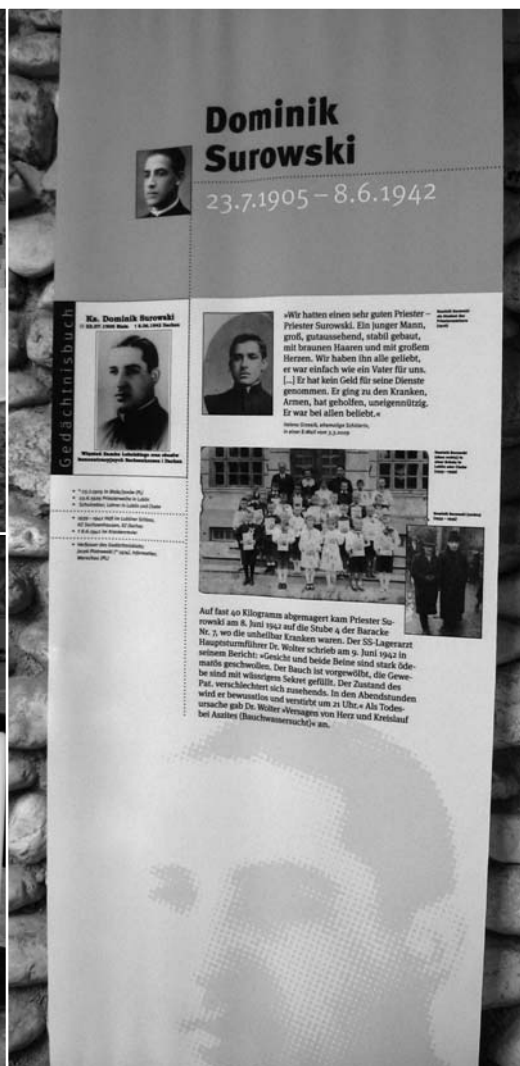 Dominik
Surowski
23.7.1905 – 8.6.1942
Gedächtnisbuch
Ks. Dominik Surowski
»Wir hatten einen sehr guten Priester –
Priester Surowski. Ein junger Mann,
groß, gutaussehend, stabil gebaut,
mit braunen Haaren und mit großem
Herzen. Wir haben ihn alle geliebt,
er war einfach wie ein Vater für uns.
[...] Er hat kein Geld für seine Dienste
genommen. Er ging zu den Kranken,
Armen, hat geholfen, uneigennützig.
Er war bei allen beliebt.«
in einer E-Mail vom 3.3.2009
Auf fast 40 Kilogramm abgemagert kam Priester Su-
rowski am 8. Juni 1942 auf die Stube 4 der Baracke
Nr. 7, wo die unheilbar Kranken waren. Der SS-Lagerarzt
Hauptsturmführer Dr. Wolter schrieb am 9. Juni 1942 in
seinem Bericht: »Gesicht und beide Beine sind stark öde-
matös geschwollen. Der Bauch ist vorgewölbt, die Gewe-
be sind mit wässrigem Sekret gefüllt. Der Zustand des
Pat. verschlechtert sich zusehends. In den Abendstunden
wird er bewusstlos und verstirbt um 21 Uhr.« Als Todes-
ursache gab Dr. Wolter »Versagen von Herz und Kreislauf
bei Aszites (Bauchwassersucht)« an.